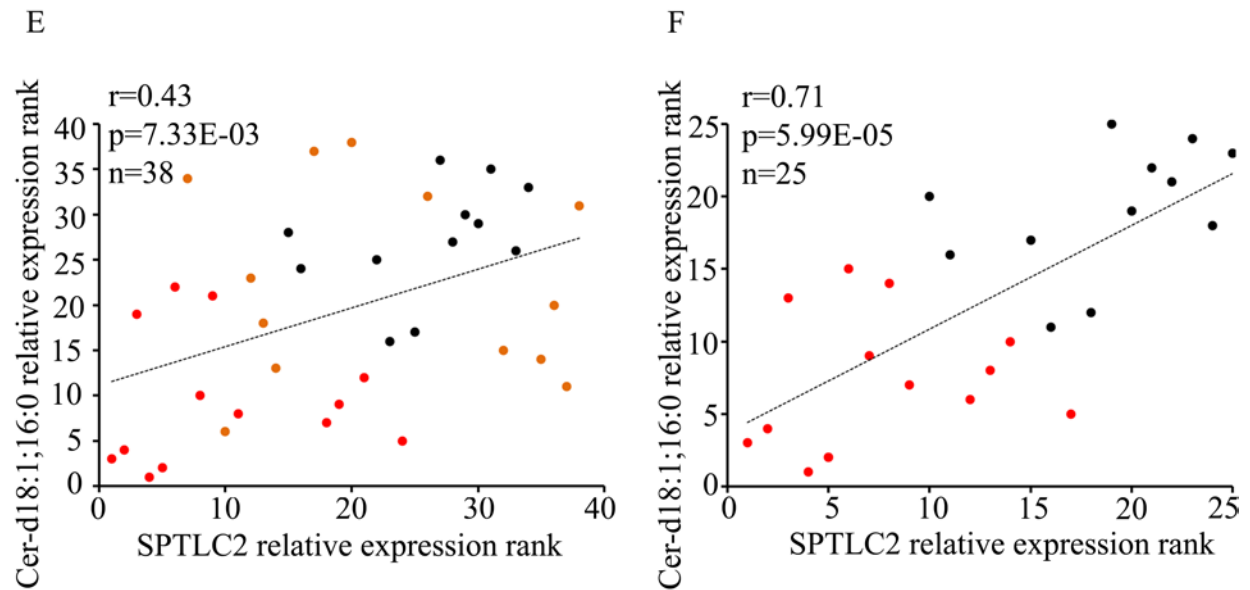 E
r=0.43
p=7.33E-03
n=38
Cer-d18:1;16:0 relative expression rank
40
35
30
25
20
15
10
5
0
0 10 20 30 40
SPTLC2 relative expression rank
F
r=0.71
p=5.99E-05
n=25
Cer-d18:1;16:0 relative expression rank
25
20
15
10
5
0
0 5 10 15 20 25
SPTLC2 relative expression rank